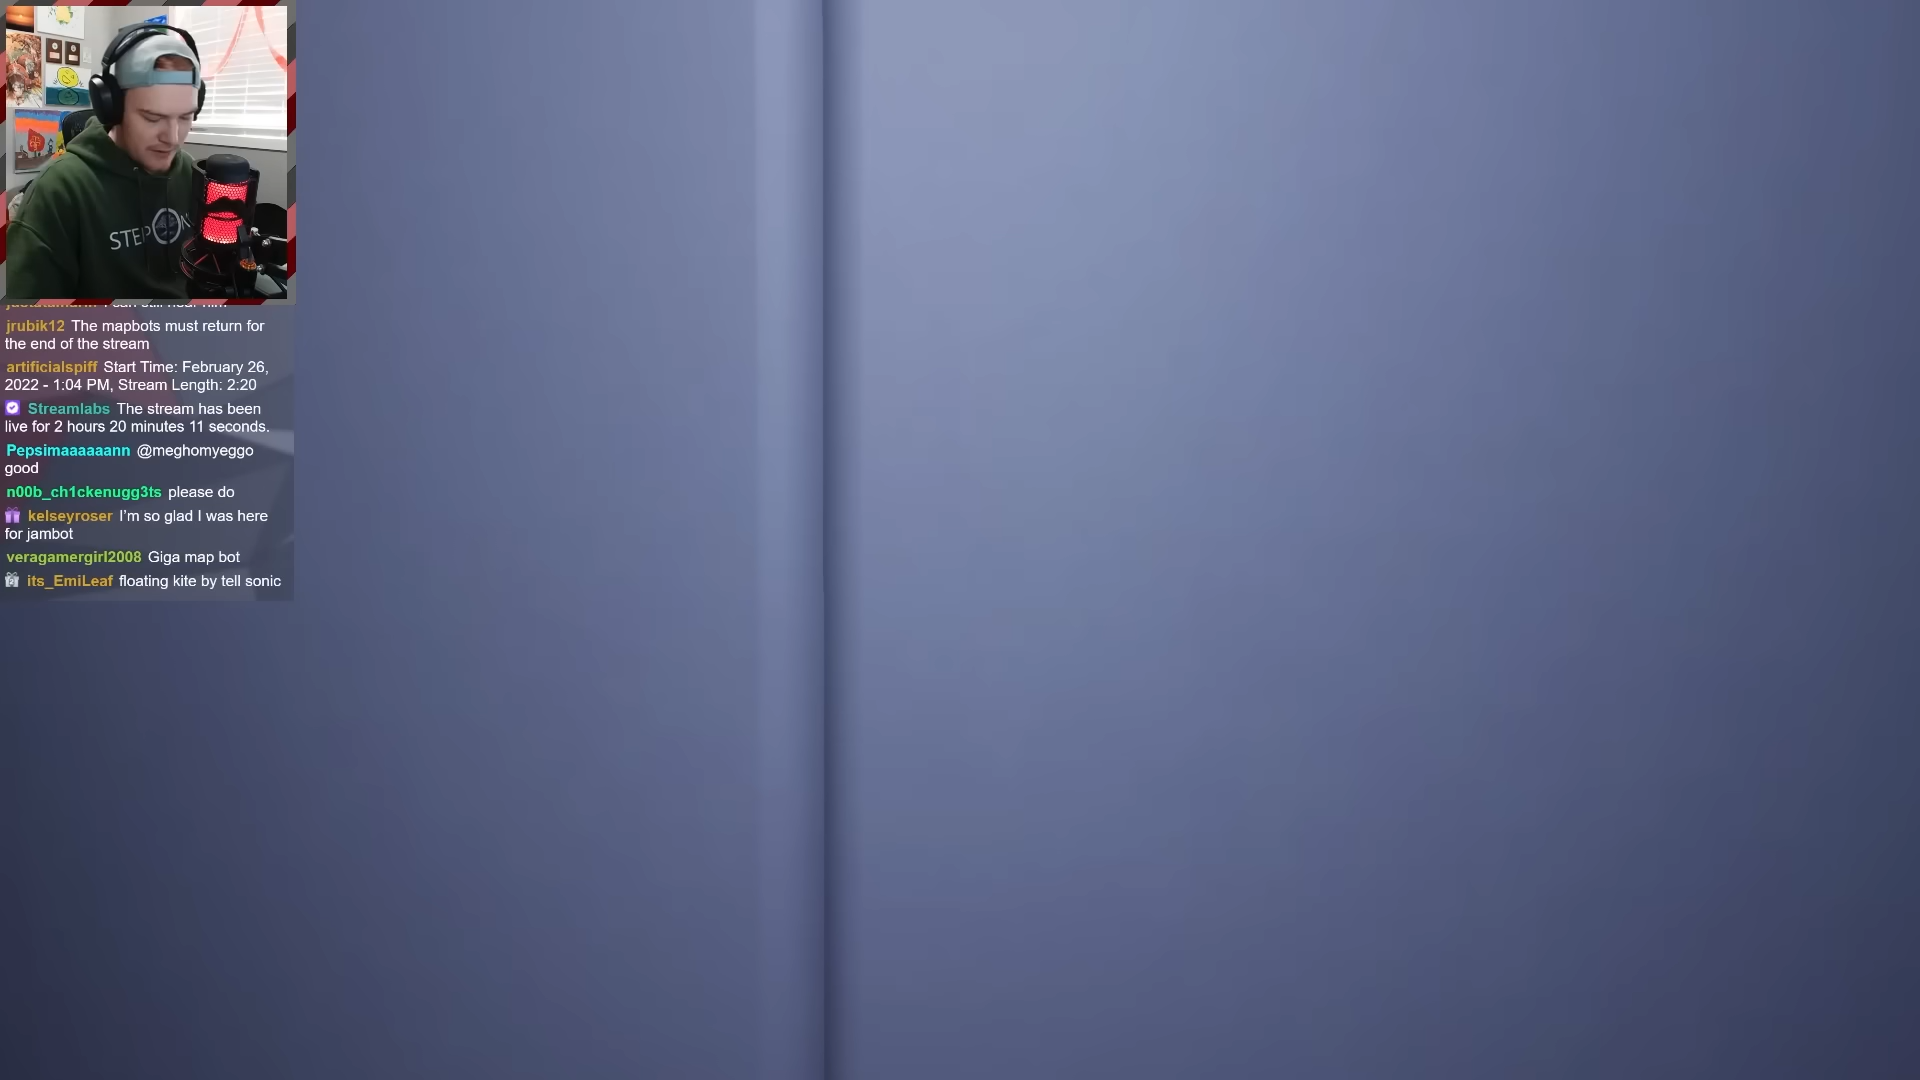 STEP ON
jrubik12 The mapbots must return for
the end of the stream
artificialspiff Start Time: February 26,
2022 - 1:04 PM, Stream Length: 2:20
Streamlabs The stream has been
live for 2 hours 20 minutes 11 seconds.
Pepsimaaaaaann @meghomyeggo
good
n00b_ch1ckenugg3ts please do
kelseyroser I’m so glad I was here
for jambot
veragamergirl2008 Giga map bot
its_EmiLeaf floating kite by tell sonic